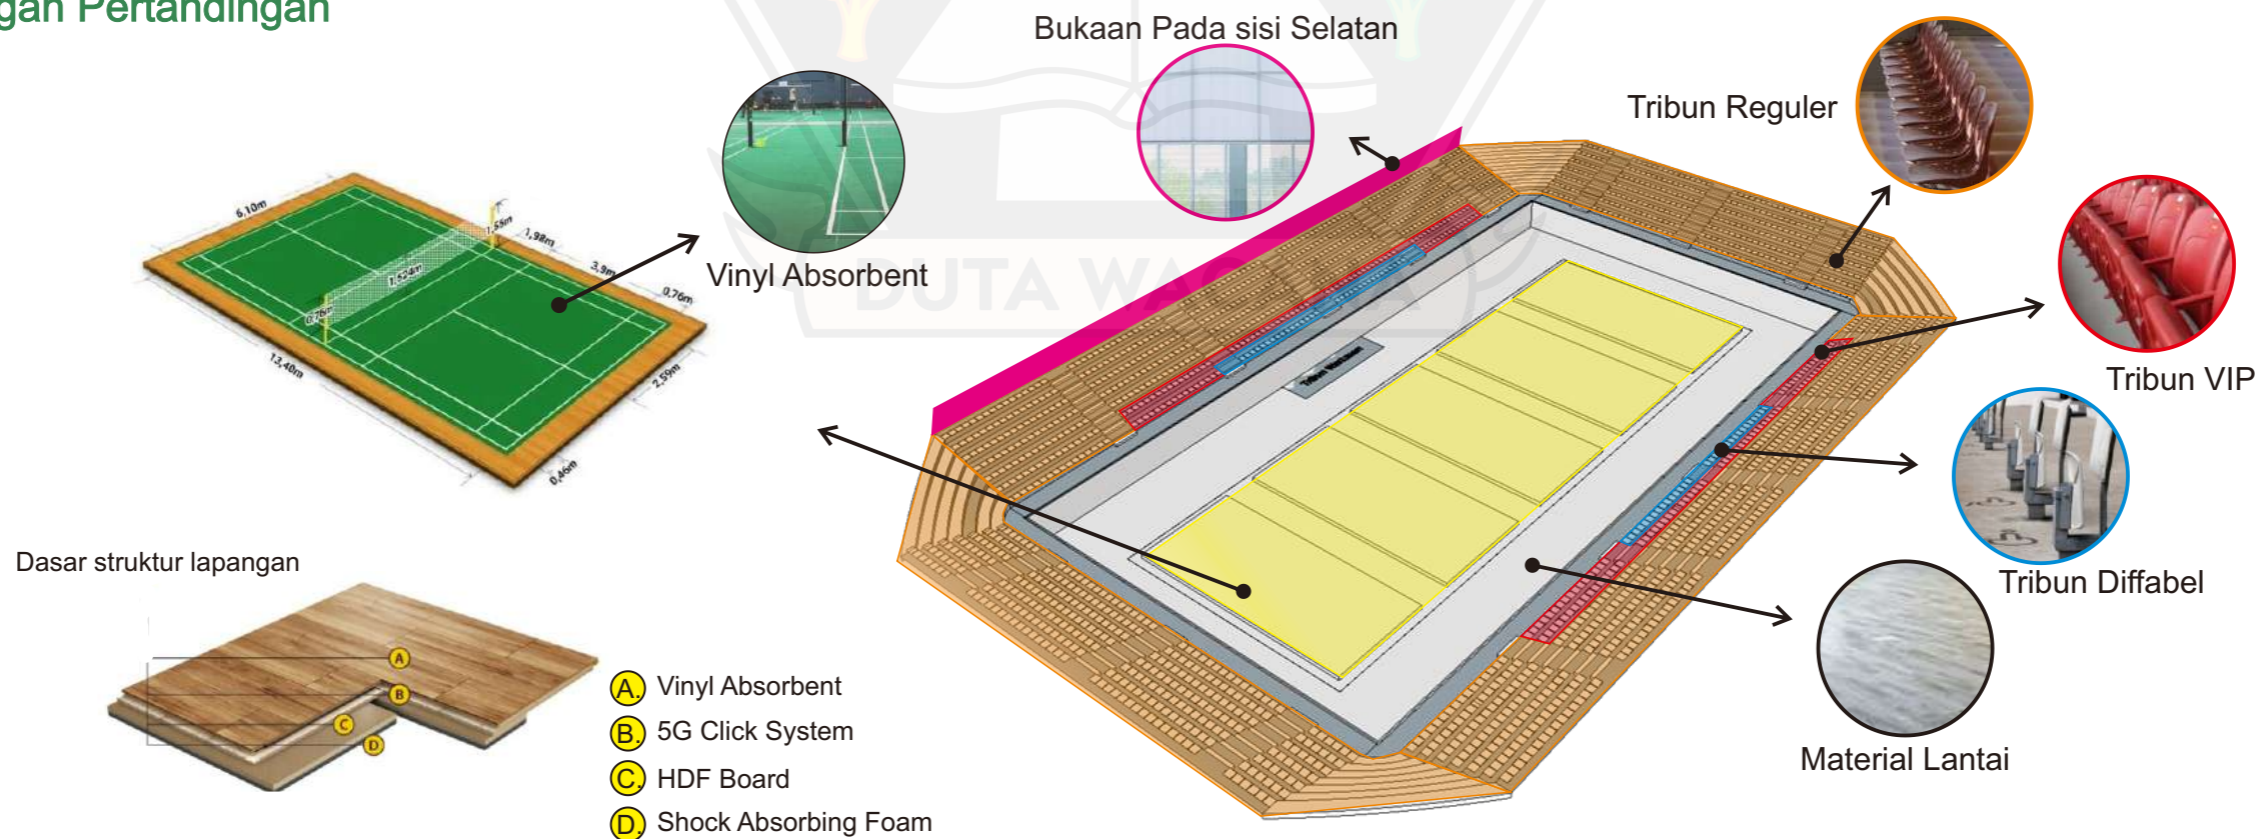 gan Pertandingan
Bukaan Pada sisi Selatan
Tribun Reguler
Vinyl Absorbent
Tribun VIP
Tribun Diffabel
Material Lantai
6,10m
1,55m
1,98m
3,9m
0,76m
1,524m
0,76m
13,40m
2,59m
0,46m
DUTA WA
Dasar struktur lapangan
A
B
C
D
A. Vinyl Absorbent
B. 5G Click System
C. HDF Board
D. Shock Absorbing Foam